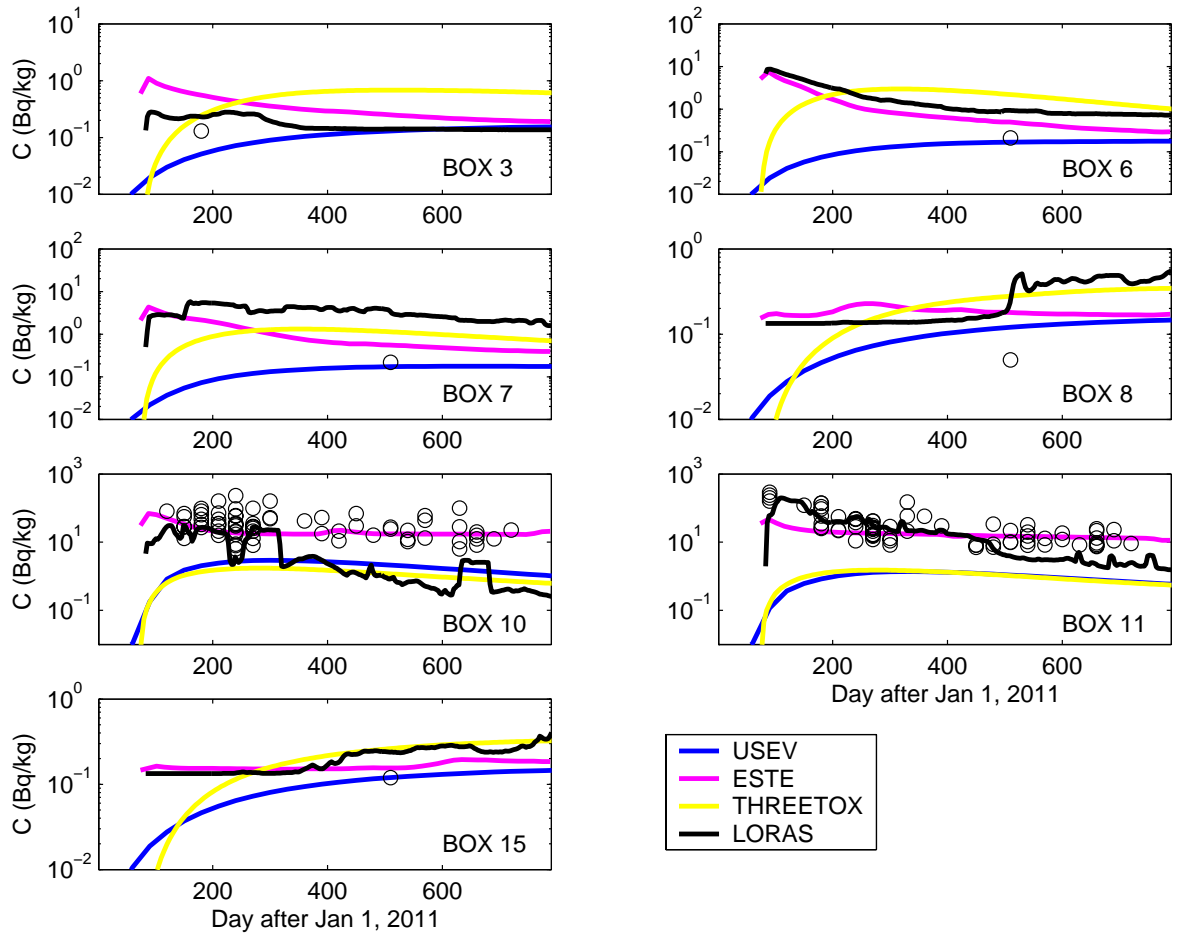 10^1
10^0
10^-1
10^-2
C (Bq/kg)
200
400
600
BOX 3
10^2
10^1
10^0
10^-1
10^-2
200
400
600
BOX 6
10^2
10^1
10^0
10^-1
10^-2
C (Bq/kg)
200
400
600
BOX 7
10^0
10^-1
10^-2
200
400
600
BOX 8
10^3
10^1
10^-1
C (Bq/kg)
200
400
600
BOX 10
10^3
10^1
10^-1
200
400
600
BOX 11
Day after Jan 1, 2011
10^0
10^-1
10^-2
C (Bq/kg)
200
400
600
BOX 15
Day after Jan 1, 2011
USEV
ESTE
THREETOX
LORAS